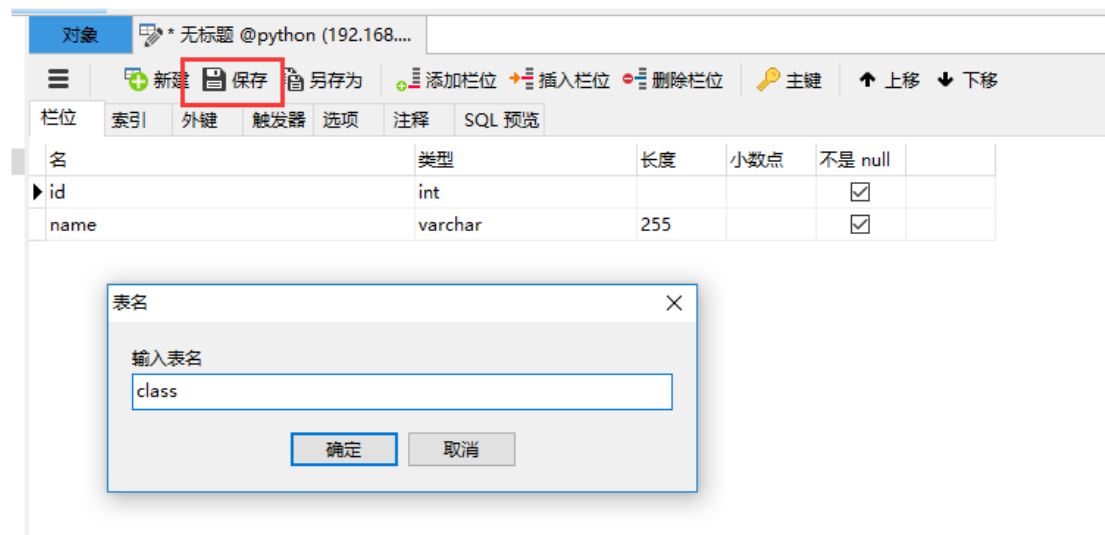 对象 * 无标题 @python (192.168....
新建 保存 另存为 添加栏位 插入栏位 删除栏位 主键 上移 下移
栏位 索引 外键 触发器 选项 注释 SQL 预览
名 类型 长度 小数点 不是 null
id int
name varchar 255
表名
输入表名
class
确定 取消